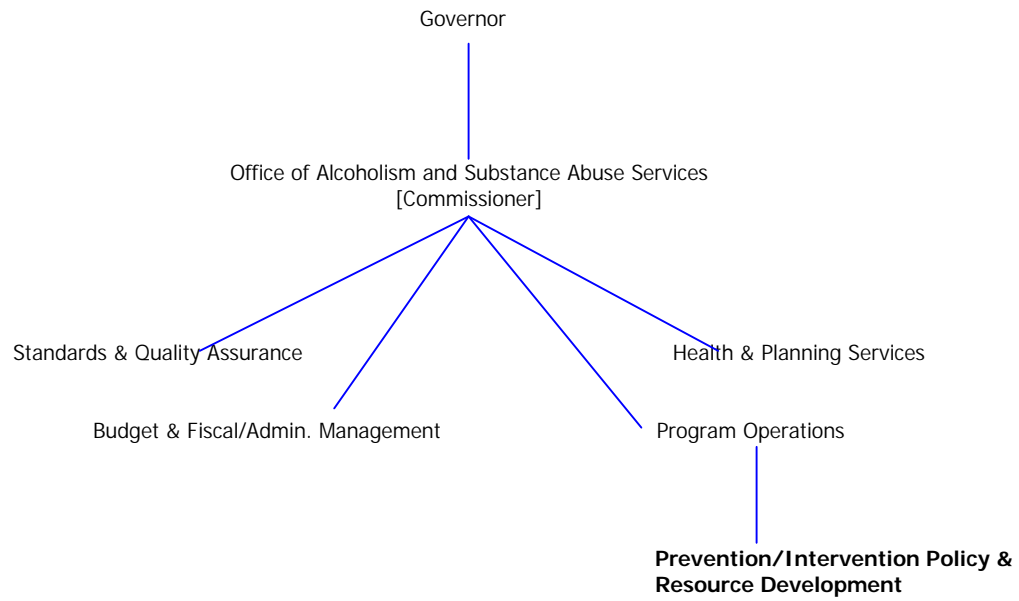 Governor
Office of Alcoholism and Substance Abuse Services
[Commissioner]
Standards & Quality Assurance
Health & Planning Services
Budget & Fiscal/Admin. Management
Program Operations
Prevention/Intervention Policy &
Resource Development